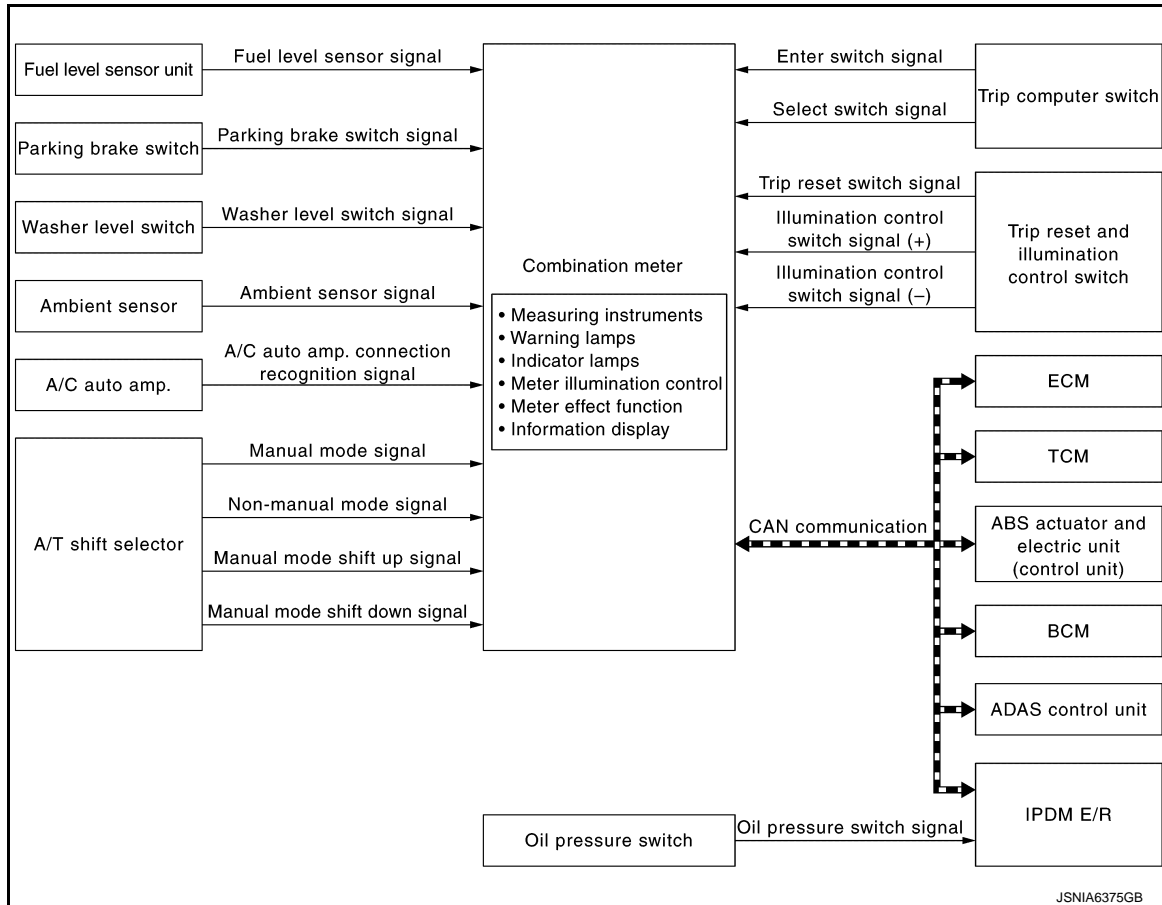 Fuel level sensor unit
Fuel level sensor signal
Parking brake switch
Parking brake switch signal
Washer level switch
Washer level switch signal
Ambient sensor
Ambient sensor signal
A/C auto amp.
A/C auto amp. connection
recognition signal
A/T shift selector
Manual mode signal
Non-manual mode signal
Manual mode shift up signal
Manual mode shift down signal
Combination meter
• Measuring instruments
• Warning lamps
• Indicator lamps
• Meter illumination control
• Meter effect function
• Information display
Enter switch signal
Select switch signal
Trip computer switch
Trip reset switch signal
Illumination control
switch signal (+)
Illumination control
switch signal (–)
Trip reset and
illumination
control switch
CAN communication
ECM
TCM
ABS actuator and
electric unit
(control unit)
BCM
ADAS control unit
IPDM E/R
Oil pressure switch
Oil pressure switch signal
JSNIA6375GB